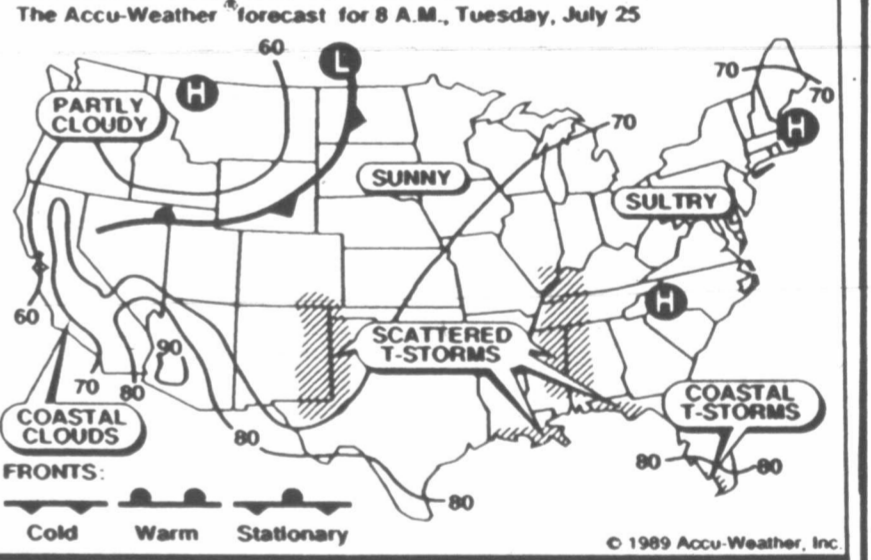 The Accu-Weather forecast for 8 A.M., Tuesday, July 25
60
L
H
PARTLY
CLOUDY
70
70
H
70
SUNNY
SULTRY
H
60
90
SCATTERED
T-STORMS
70
80
80
COASTAL
CLOUDS
COASTAL
T-STORMS
80
80
80
FRONTS:
Cold Warm Stationary
© 1989 Accu-Weather, Inc.